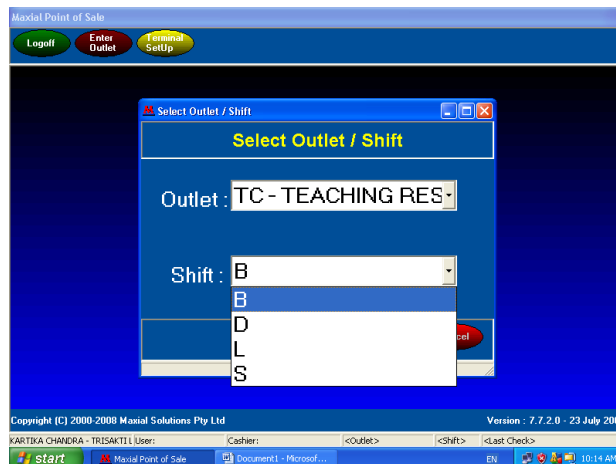 Maxial Point of Sale
Logoff
Enter
Outlet
Terminal
SetUp
Select Outlet / Shift
Select Outlet / Shift
Outlet : TC - TEACHING RES
Shift : B
B
D
L
S
cel
Copyright (C) 2000-2008 Maxial Solutions Pty Ltd
Version : 7.7.2.0 - 23 July 200
KARTIKA CHANDRA - TRISAKTI L User: Cashier: <Outlet> <Shift> <Last Check>
start Maxial Point of Sale Document1 - Microsof... EN 10:14 AM